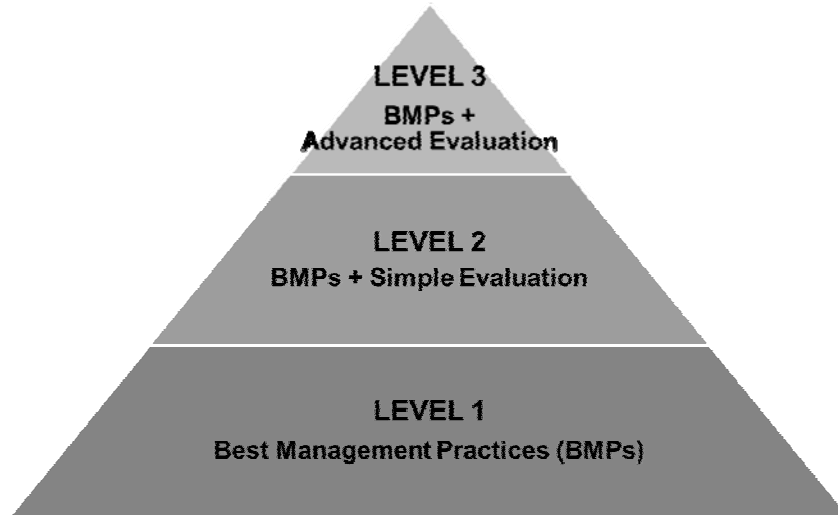 LEVEL 3
BMPs +
Advanced Evaluation
LEVEL 2
BMPs + Simple Evaluation
LEVEL 1
Best Management Practices (BMPs)